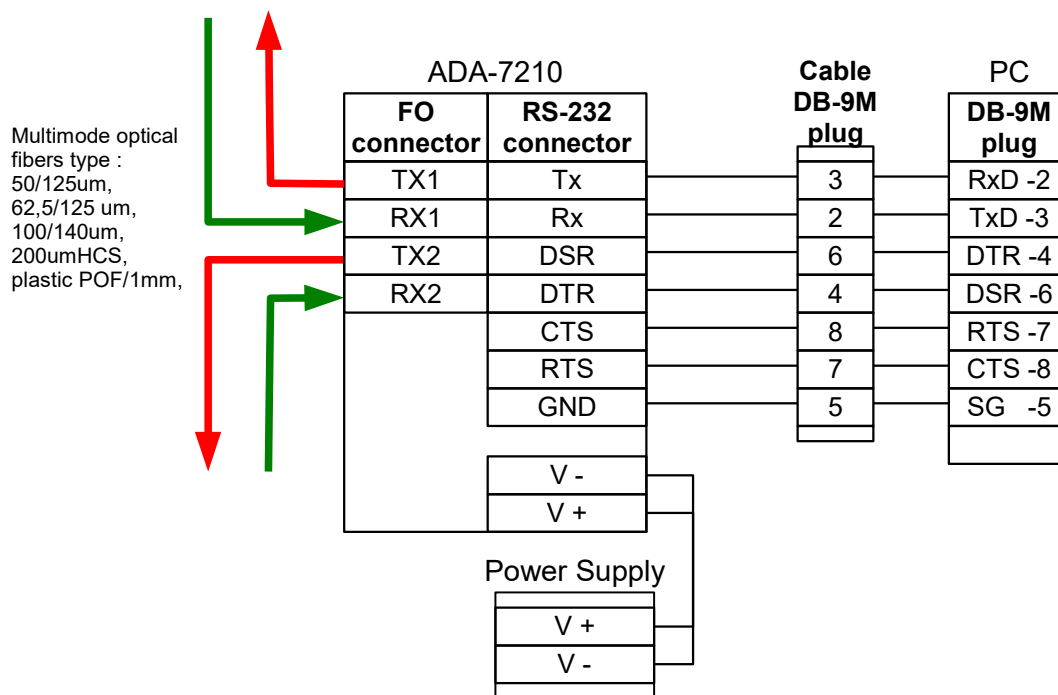 ADA-7210
Cable
DB-9M
plug
PC
Multimode optical
fibers type :
50/125um,
62,5/125 um,
100/140um,
200umHCS,
plastic POF/1mm,
FO
connector
RS-232
connector
DB-9M
plug
TX1 Tx 3 RxD -2
RX1 Rx 2 TxD -3
TX2 DSR 6 DTR -4
RX2 DTR 4 DSR -6
CTS 8 RTS -7
RTS 7 CTS -8
GND 5 SG -5
V -
V +
Power Supply
V +
V -